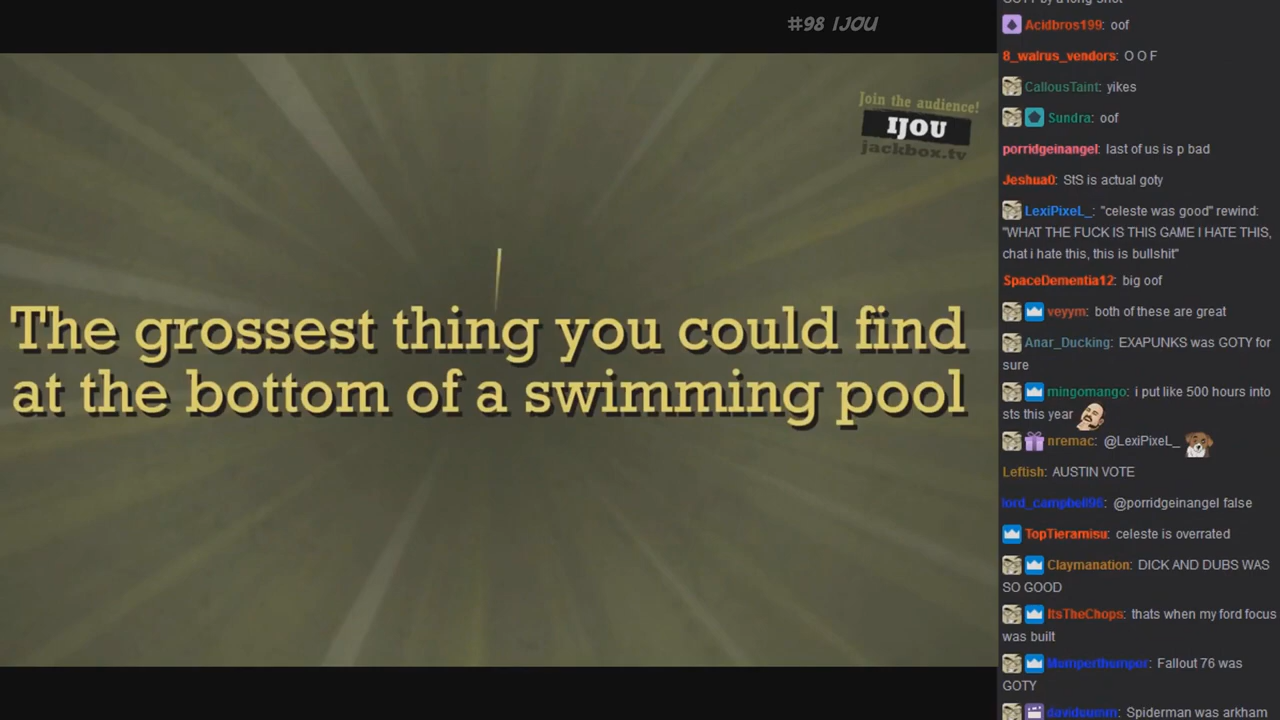 #98 IJOU
Join the audience!
IJOU
jackbox.tv
The grossest thing you could find
at the bottom of a swimming pool
Acidbros199: oof
8_walrus_vendors: O O F
CallousTaint: yikes
Sundra: oof
porridgeinangel: last of us is p bad
Jeshua0: StS is actual goty
LexiPixeL_: "celeste was good" rewind:
"WHAT THE FUCK IS THIS GAME I HATE THIS,
chat i hate this, this is bullshit"
SpaceDementia12: big oof
veyym: both of these are great
Anar_Ducking: EXAPUNKS was GOTY for
sure
mingomango: i put like 500 hours into
sts this year
nremac: @LexiPixeL_
Leftish: AUSTIN VOTE
lord_campbell96: @porridgeinangel false
TopTieramisu: celeste is overrated
Claymanation: DICK AND DUBS WAS
SO GOOD
ItsTheChops: thats when my ford focus
was built
Memperthumper: Fallout 76 was
GOTY
davidsumm: Spiderman was arkham